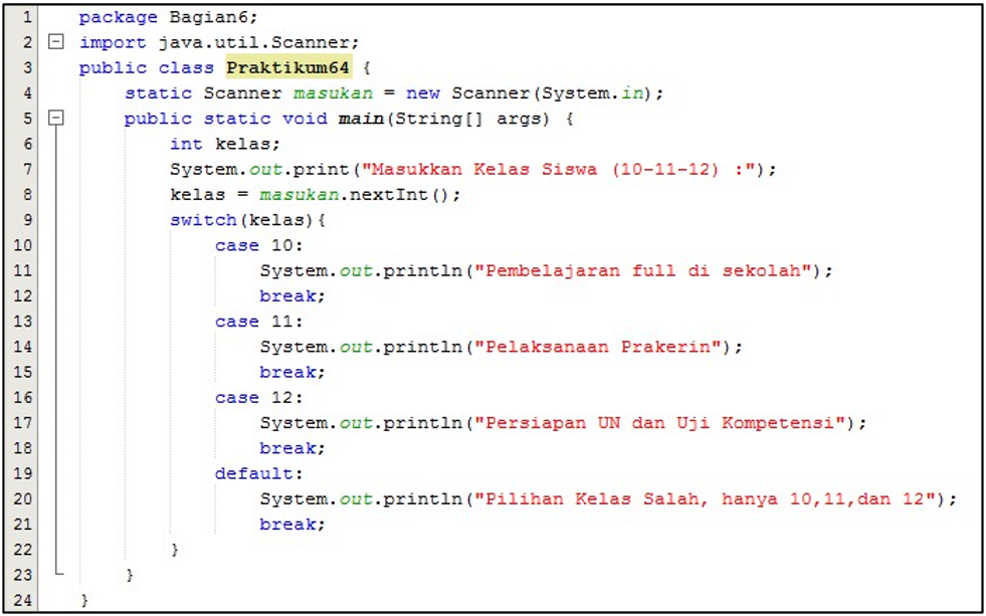 1 package Bagian6;
2 import java.util.Scanner;
3 public class Praktikum64 {
4 static Scanner masukan = new Scanner(System.in);
5 public static void main(String[] args) {
6 int kelas;
7 System.out.print("Masukkan Kelas Siswa (10-11-12) :");
8 kelas = masukan.nextInt();
9 switch(kelas){
10 case 10:
11 System.out.println("Pembelajaran full di sekolah");
12 break;
13 case 11:
14 System.out.println("Pelaksanaan Prakerin");
15 break;
16 case 12:
17 System.out.println("Persiapan UN dan Uji Kompetensi");
18 break;
19 default:
20 System.out.println("Pilihan Kelas Salah, hanya 10,11,dan 12");
21 break;
22 }
23 }
24 }